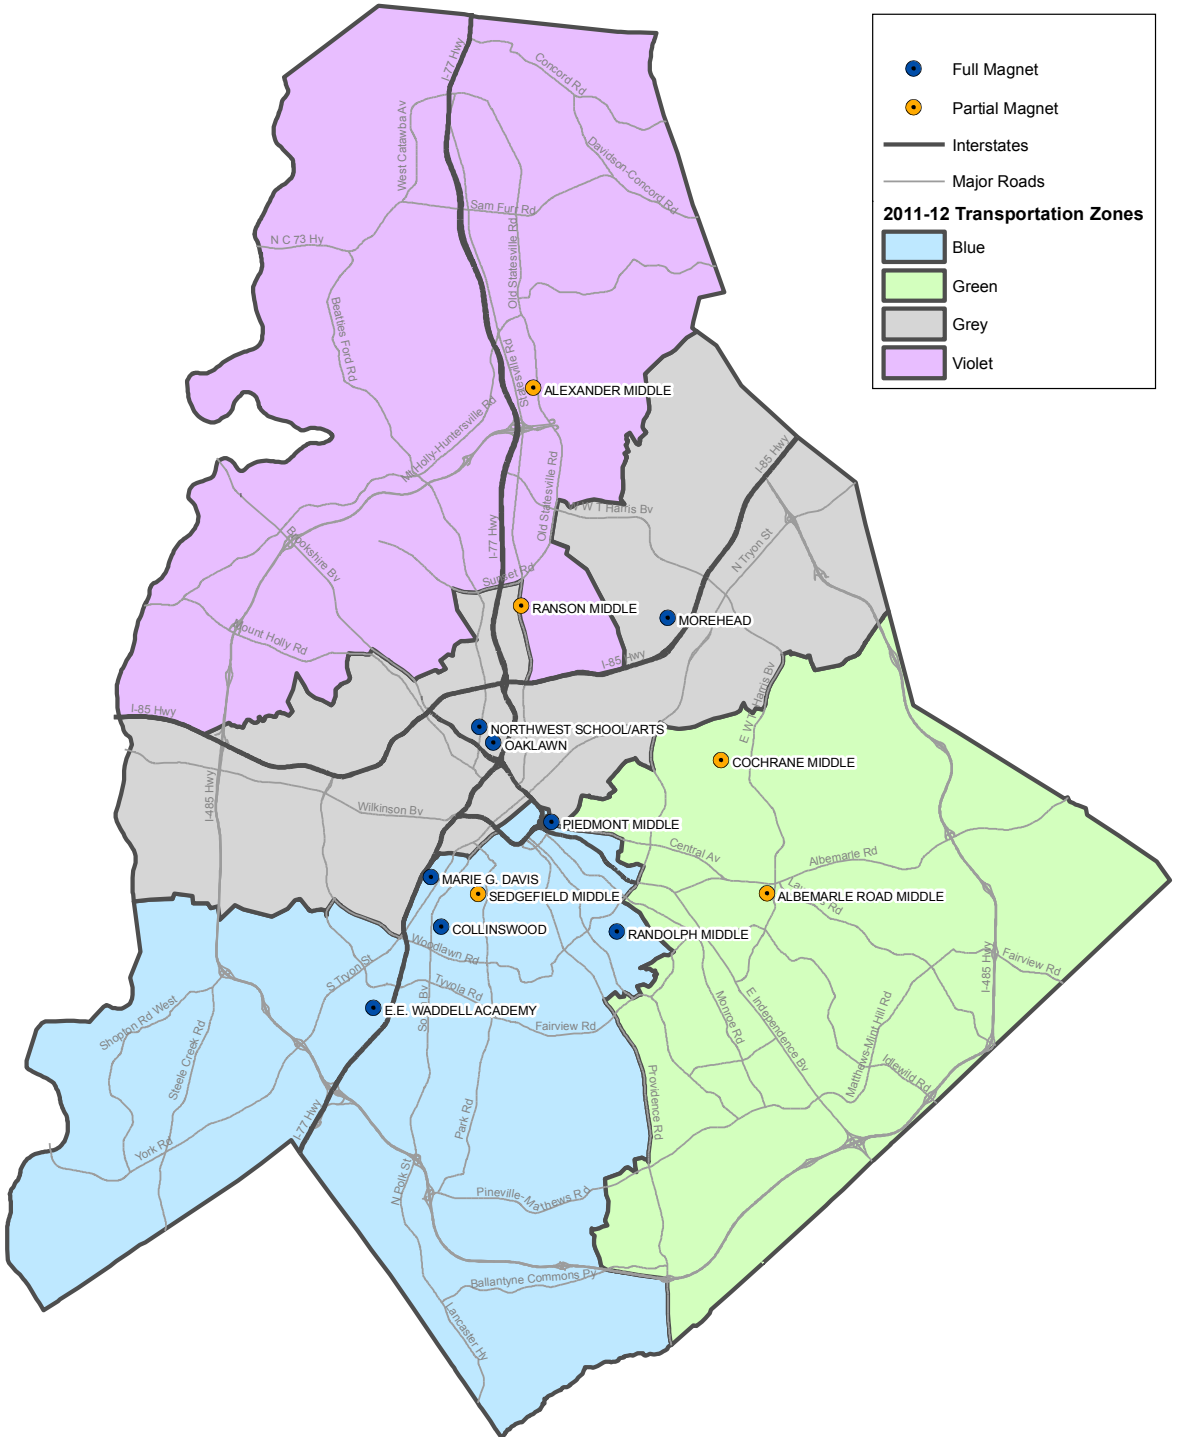 Full Magnet
Partial Magnet
Interstates
Major Roads
2011-12 Transportation Zones
Blue
Green
Grey
Violet
I-77 Hwy
Concord Rd
West Catawba Av
Davidson-Concord Rd
Sam Furr Rd
N C 73 Hy
Old Statesville Rd
Beatties Ford Rd
Statesville Rd
ALEXANDER MIDDLE
Mt Holly-Huntersville Rd
I-85 Hwy
Old Statesville Rd
W T Harris Bv
I-77 Hwy
N Tryon St
Brookshire Bv
Sunset Rd
RANSON MIDDLE
MOREHEAD
Mount Holly Rd
I-85 Hwy
E W T Harris Bv
I-85 Hwy
NORTHWEST SCHOOL/ARTS
OAKLAWN
COCHRANE MIDDLE
I-485 Hwy
Wilkinson Bv
PIEDMONT MIDDLE
Central Av
Albemarle Rd
MARIE G. DAVIS
SEDGEFIELD MIDDLE
ALBEMARLE ROAD MIDDLE
Rd
COLLINSWOOD
RANDOLPH MIDDLE
Woodlawn Rd
Fairview Rd
I-485 Hwy
S Tryon St
Tyvola Rd
E.E. WADDELL ACADEMY
Fairview Rd
Shopton Rd West
Steele Creek Rd
Monroe Rd
E Independence Bv
Matthews-Mint Hill Rd
Idlewild Rd
Providence Rd
I-77 Hwy
Park Rd
York Rd
N Polk St
Pineville-Mathews Rd
Ballantyne Commons Py
Lancaster Hy